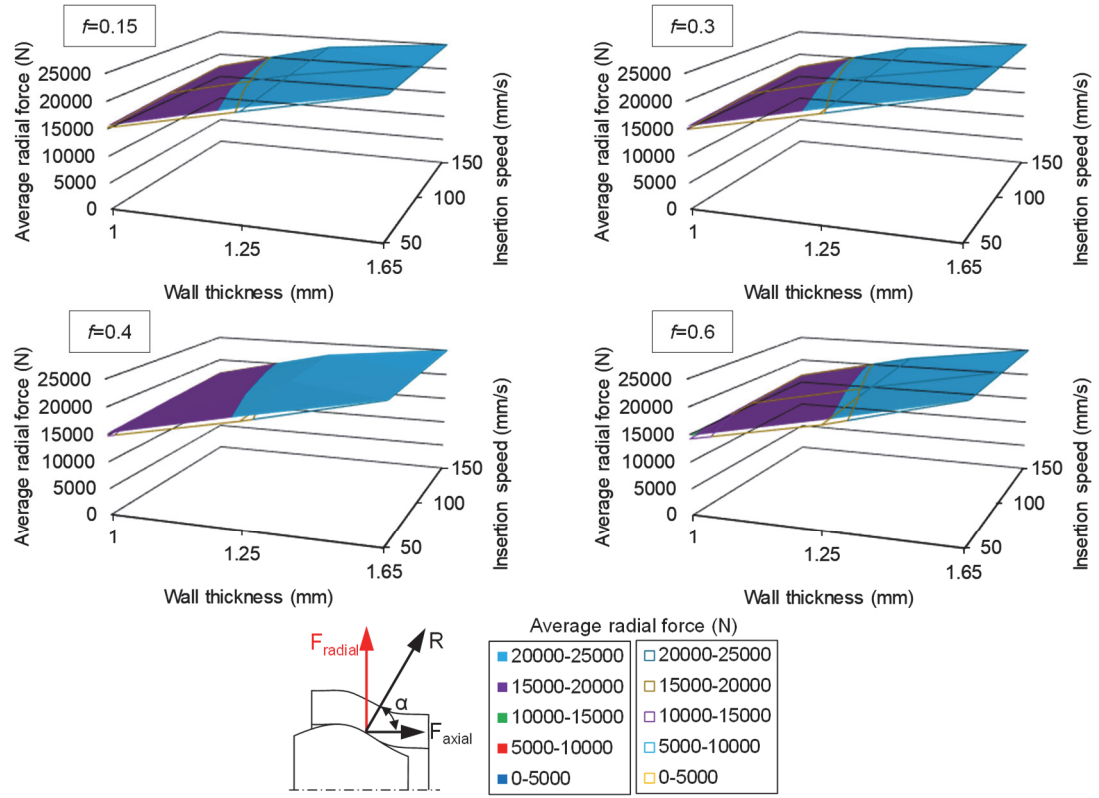 f=0.15
Average radial force (N)
25000
20000
15000
10000
5000
0
1
1.25
1.65
Wall thickness (mm)
50
100
150
Insertion speed (mm/s)
f=0.3
Average radial force (N)
25000
20000
15000
10000
5000
0
1
1.25
1.65
Wall thickness (mm)
50
100
150
Insertion speed (mm/s)
f=0.4
Average radial force (N)
25000
20000
15000
10000
5000
0
1
1.25
1.65
Wall thickness (mm)
50
100
150
Insertion speed (mm/s)
f=0.6
Average radial force (N)
25000
20000
15000
10000
5000
0
1
1.25
1.65
Wall thickness (mm)
50
100
150
Insertion speed (mm/s)
Fradial
R
α
Faxial
Average radial force (N)
20000-25000
15000-20000
10000-15000
5000-10000
0-5000
20000-25000
15000-20000
10000-15000
5000-10000
0-5000